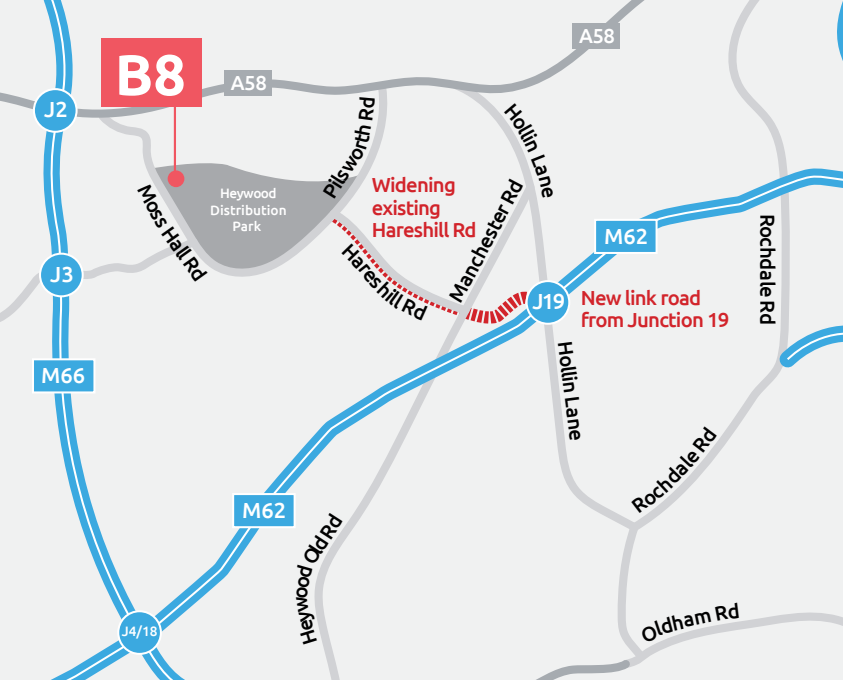 A58
B8
A58
J2
Pilsworth Rd
Hollin Lane
Widening
existing
Hareshill Rd
Heywood
Distribution
Park
Moss Hall Rd
Manchester Rd
M62
Rochdale Rd
Hareshill Rd
J3
J19
New link road
from Junction 19
M66
Hollin Lane
Rochdale Rd
M62
Heywood Old Rd
J4/18
Oldham Rd